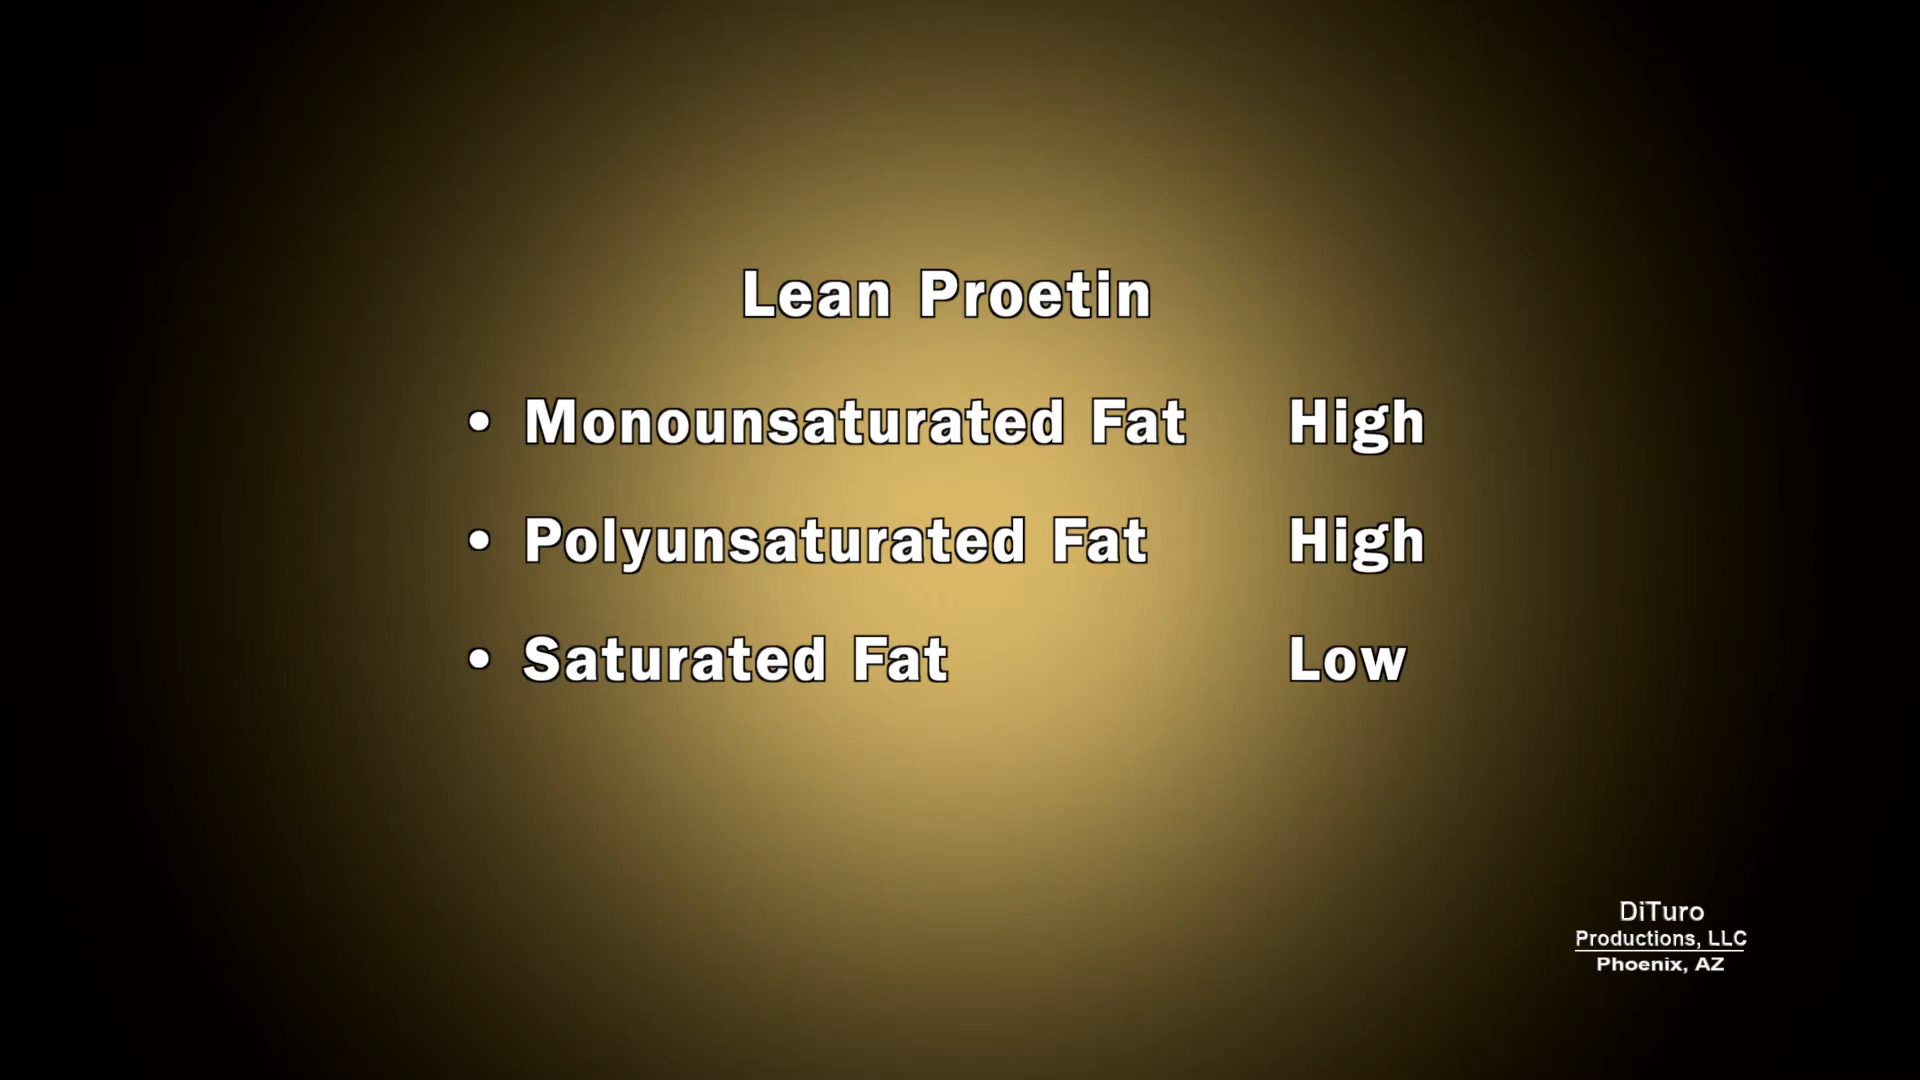 Lean Proetin
• Monounsaturated Fat High
• Polyunsaturated Fat High
• Saturated Fat Low
DiTuro
Productions, LLC
Phoenix, AZ